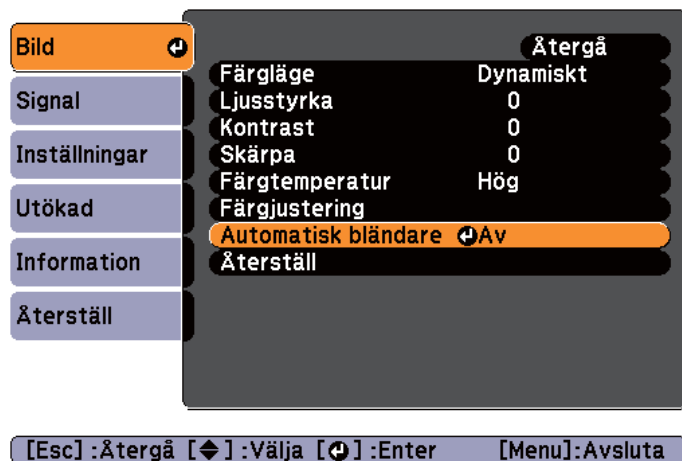 Bild
Signal
Inställningar
Utökad
Information
Återställ
Återgå
Färgläge Dynamiskt
Ljusstyrka 0
Kontrast 0
Skärpa 0
Färgtemperatur Hög
Färgjustering
Automatisk bländare Av
Återställ
[Esc] :Återgå [◆] :Välja [⏎] :Enter [Menu]:Avsluta